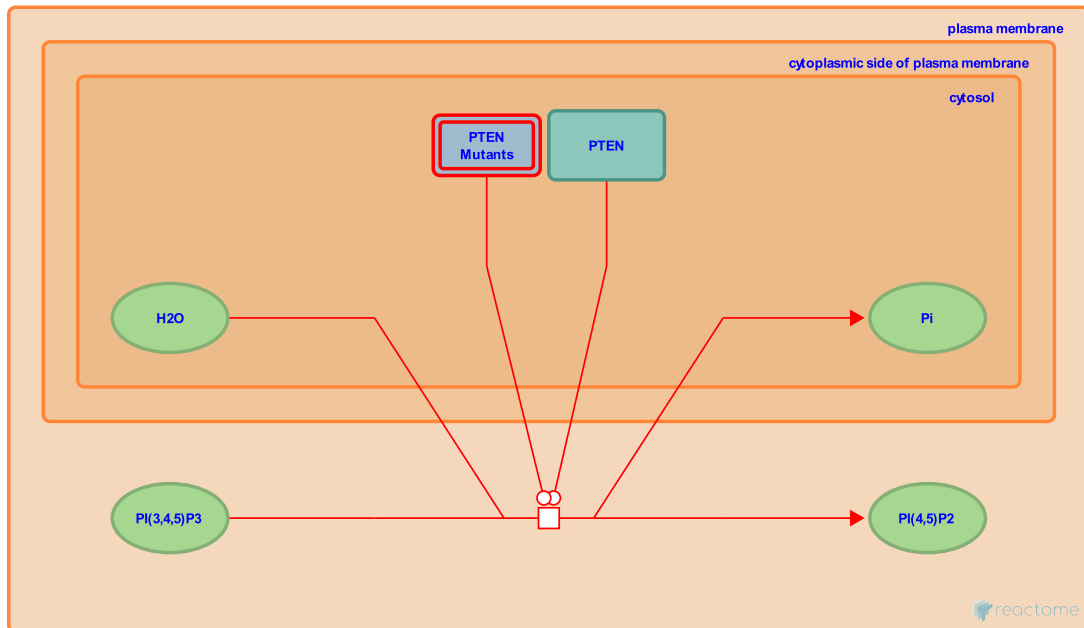 plasma membrane
cytoplasmic side of plasma membrane
cytosol
PTEN
Mutants
PTEN
H2O
Pi
PI(3,4,5)P3
PI(4,5)P2
reactome